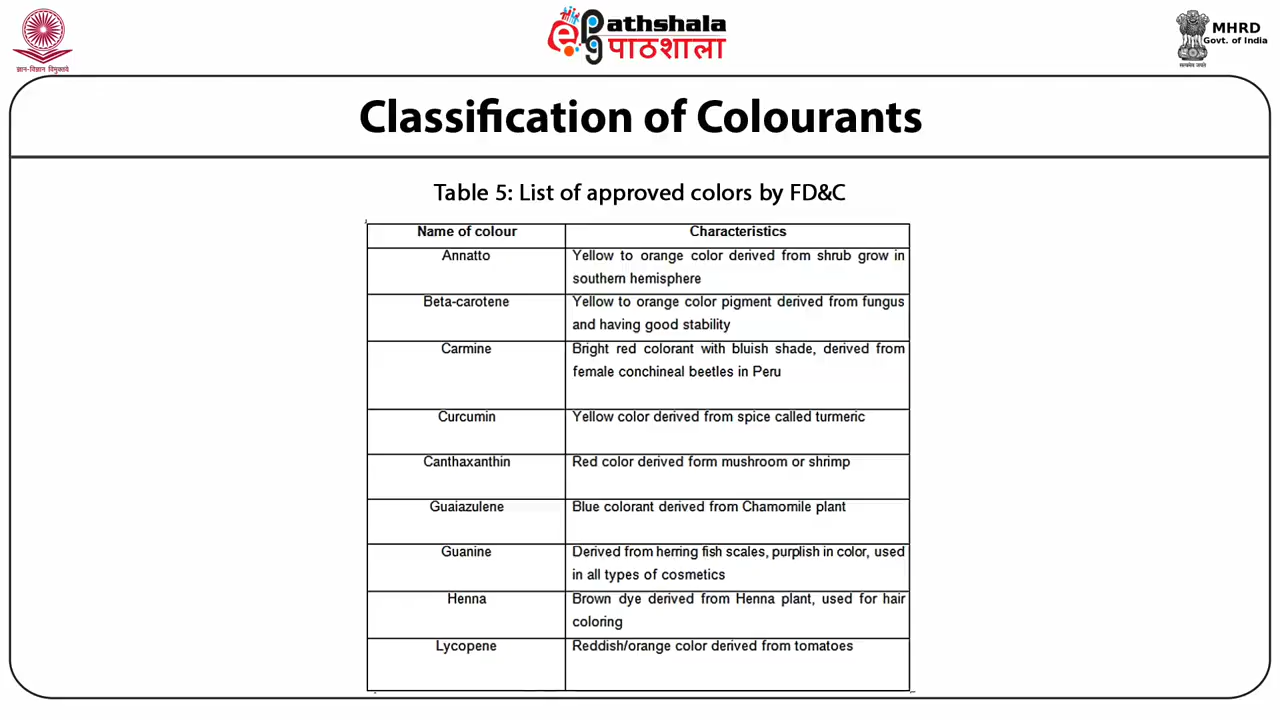 ज्ञान-विज्ञान विमुक्तये
ePathshala
पाठशाला
MHRD
Govt. of India
सत्यमेव जयते
Classification of Colourants
Table 5: List of approved colors by FD&C
Name of colour Characteristics
Annatto Yellow to orange color derived from shrub grow in
southern hemisphere
Beta-carotene Yellow to orange color pigment derived from fungus
and having good stability
Carmine Bright red colorant with bluish shade, derived from
female conchineal beetles in Peru
Curcumin Yellow color derived from spice called turmeric
Canthaxanthin Red color derived form mushroom or shrimp
Guaiazulene Blue colorant derived from Chamomile plant
Guanine Derived from herring fish scales, purplish in color, used
in all types of cosmetics
Henna Brown dye derived from Henna plant, used for hair
coloring
Lycopene Reddish/orange color derived from tomatoes